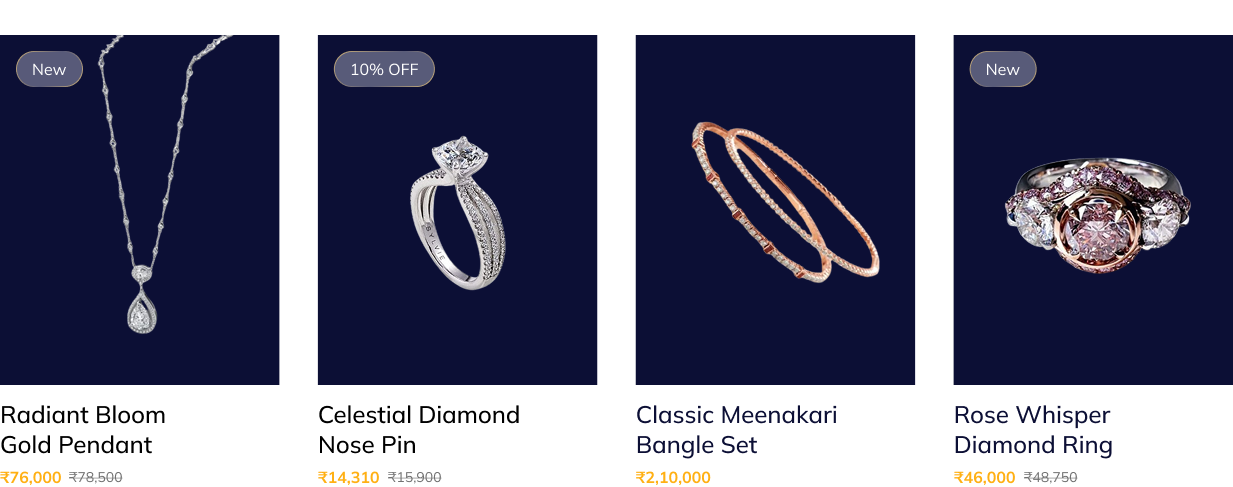 New
10% OFF
New
SYLVIE
Radiant Bloom
Gold Pendant
₹76,000 ₹78,500
Celestial Diamond
Nose Pin
₹14,310 ₹15,900
Classic Meenakari
Bangle Set
₹2,10,000
Rose Whisper
Diamond Ring
₹46,000 ₹48,750